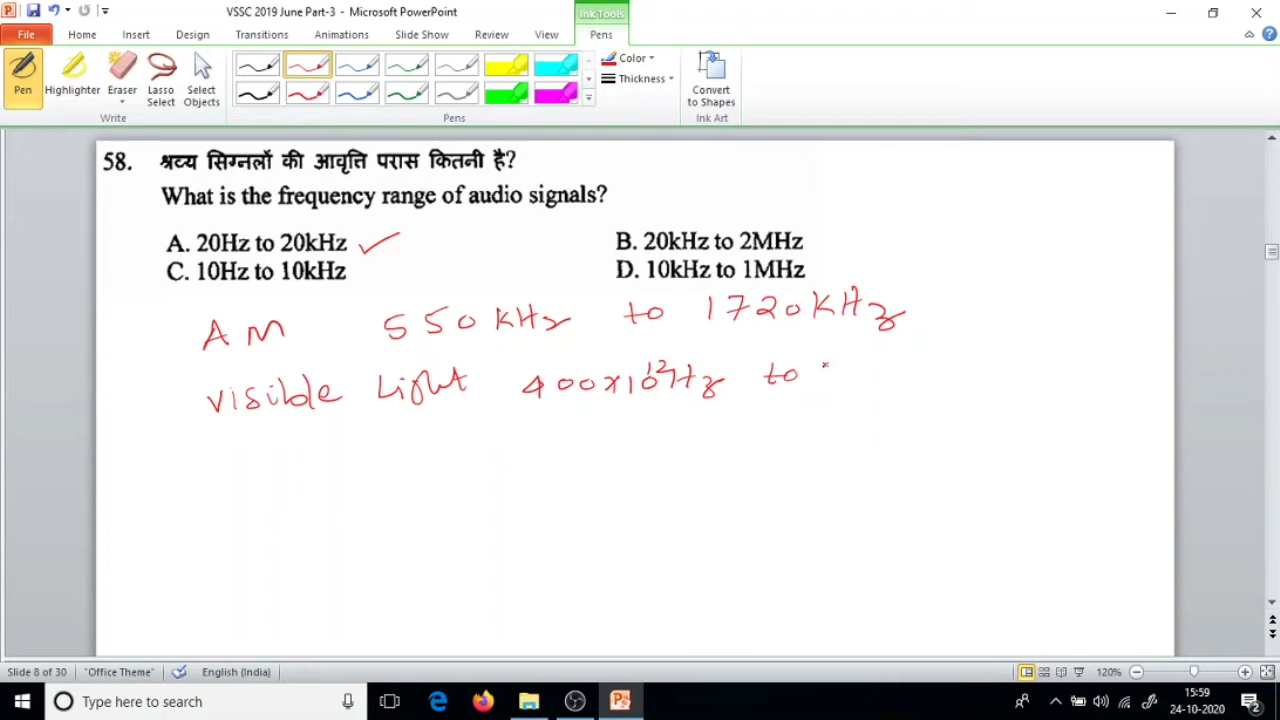 VSSC 2019 June Part-3 - Microsoft PowerPoint
Ink Tools
File Home Insert Design Transitions Animations Slide Show Review View Pens
Pen Highlighter Eraser Lasso Select Select Objects
Color
Thickness
Convert to Shapes
Write Pens Ink Art
58. श्रव्य सिग्नलों की आवृत्ति परास कितनी है?
What is the frequency range of audio signals?
A. 20Hz to 20kHz B. 20kHz to 2MHz
C. 10Hz to 10kHz D. 10kHz to 1MHz
AM 550 KHz to 1720 KHz
visible Light 400x10¹²Hz to
Slide 8 of 30 "Office Theme" English (India) 120%
Type here to search
15:59
24-10-2020
2